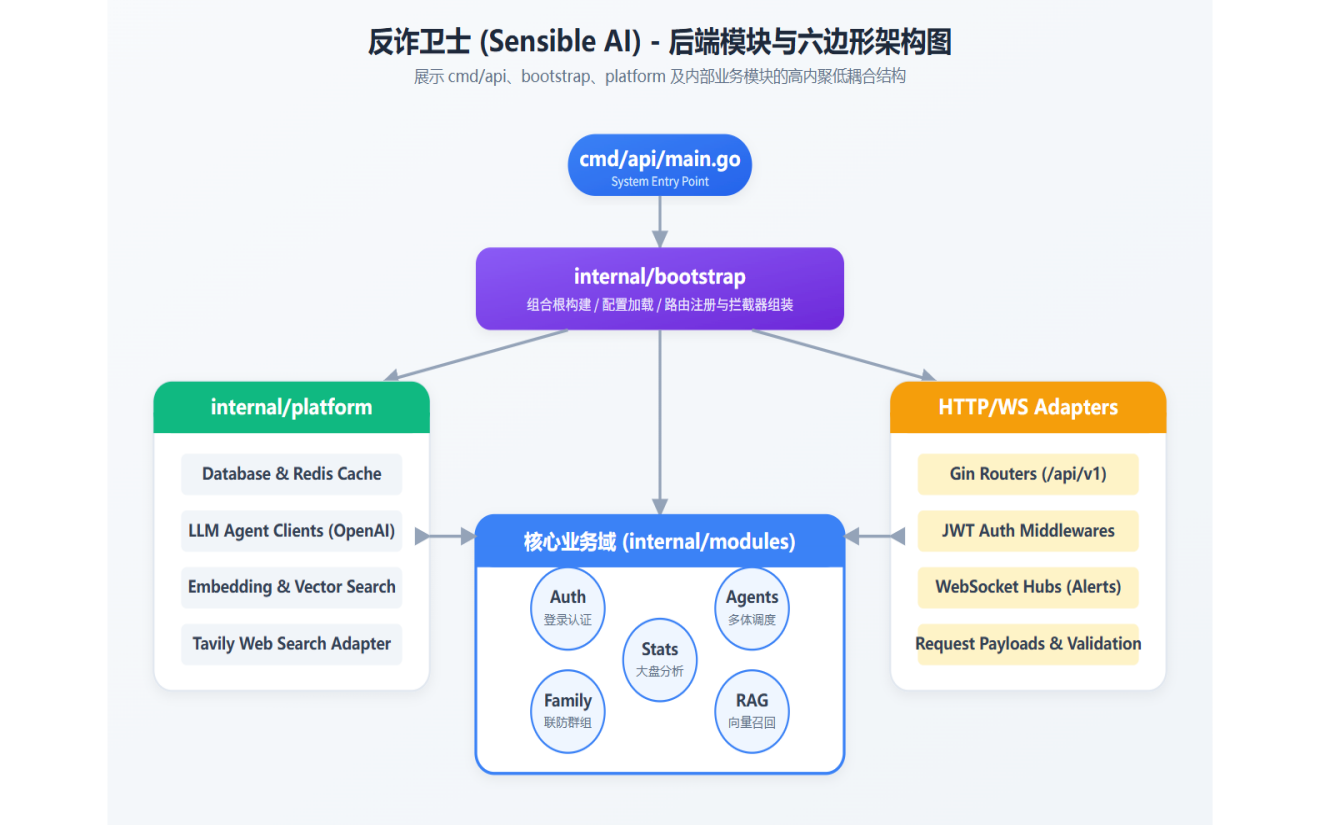 反诈卫士 (Sensible AI) - 后端模块与六边形架构图
展示 cmd/api、bootstrap、platform 及内部业务模块的高内聚低耦合结构
cmd/api/main.go
System Entry Point
internal/bootstrap
组合根构建 / 配置加载 / 路由注册与拦截器组装
internal/platform
Database & Redis Cache
LLM Agent Clients (OpenAI)
Embedding & Vector Search
Tavily Web Search Adapter
核心业务域 (internal/modules)
Auth
登录认证
Agents
多体调度
Stats
大盘分析
Family
联防群组
RAG
向量召回
HTTP/WS Adapters
Gin Routers (/api/v1)
JWT Auth Middlewares
WebSocket Hubs (Alerts)
Request Payloads & Validation